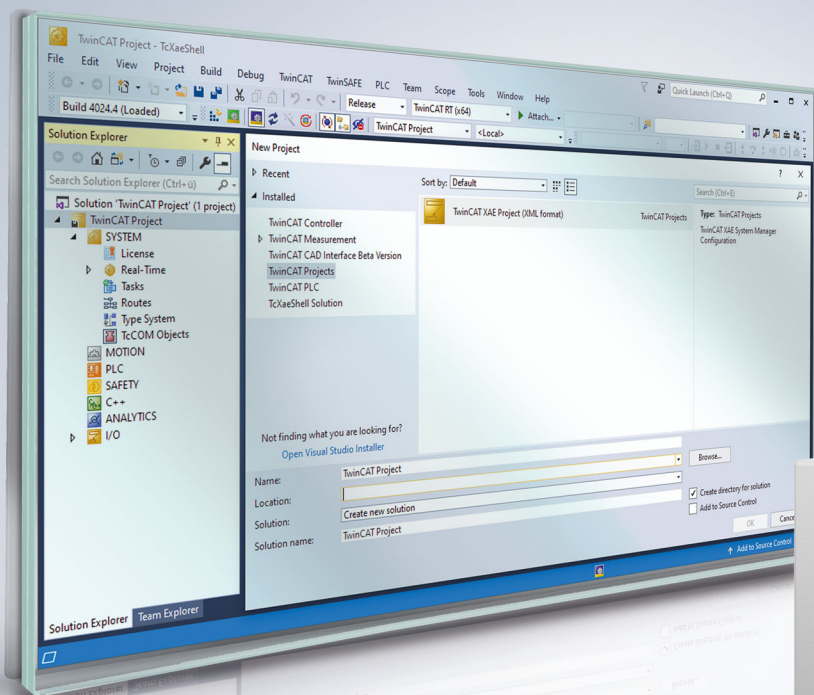 TwinCAT Project - TcXaeShell
File Edit View Project Build Debug TwinCAT TwinSAFE PLC Team Scope Tools Window Help
Quick Launch (Ctrl+Q)
Release
TwinCAT RT (x64)
Attach...
Build 4024.4 (Loaded)
TwinCAT Project
<Local>
Solution Explorer
Search Solution Explorer (Ctrl+ü)
Solution 'TwinCAT Project' (1 project)
TwinCAT Project
SYSTEM
License
Real-Time
Tasks
Routes
Type System
TcCOM Objects
MOTION
PLC
SAFETY
C++
ANALYTICS
I/O
Solution Explorer
Team Explorer
New Project
? X
Recent
Installed
TwinCAT Controller
TwinCAT Measurement
TwinCAT CAD Interface Beta Version
TwinCAT Projects
TwinCAT PLC
TcXaeShell Solution
Not finding what you are looking for?
Open Visual Studio Installer
Sort by: Default
Search (Ctrl+E)
TwinCAT XAE Project (XML format)
TwinCAT Projects
Type: TwinCAT Projects
TwinCAT XAE System Manager
Configuration
Name:
TwinCAT Project
Location:
Browse...
Solution:
Create new solution
Solution name:
TwinCAT Project
Create directory for solution
Add to Source Control
OK
Cance
Add to Source Control